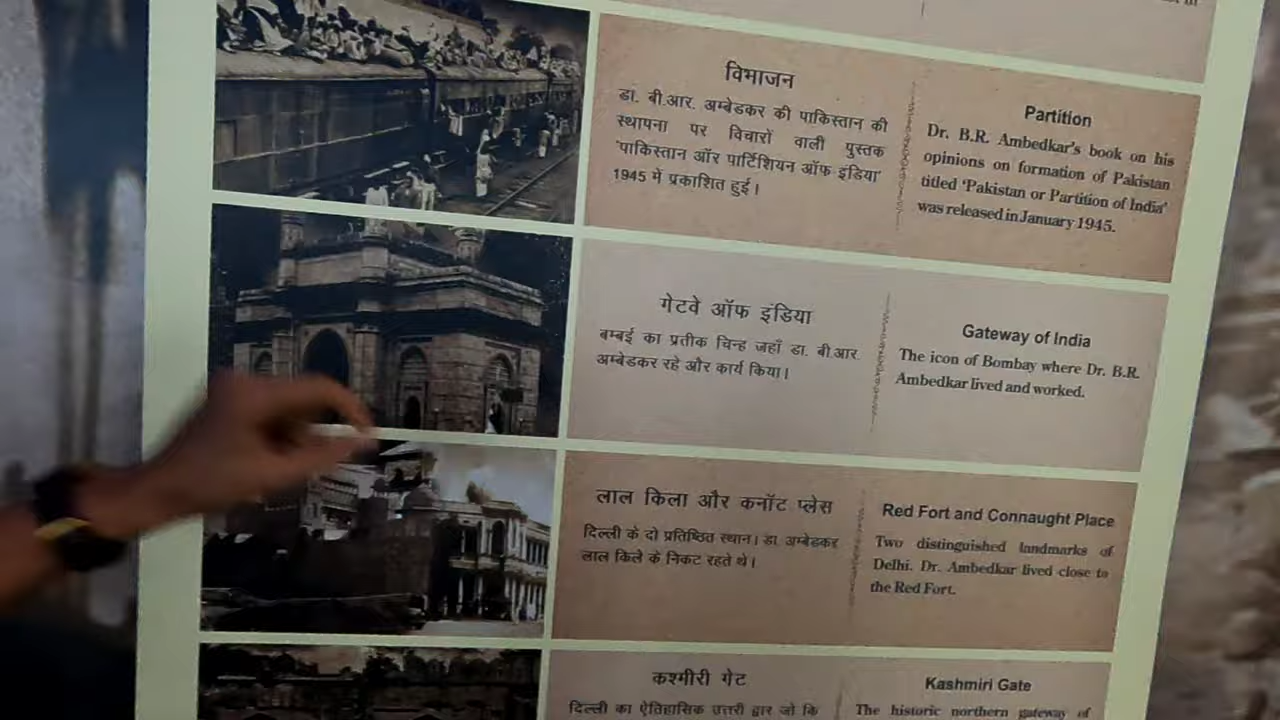 विभाजन
डा. बी.आर. अम्बेडकर की पाकिस्तान की
स्थापना पर विचारों वाली पुस्तक
'पाकिस्तान ऑर पार्टिशियन ऑफ इंडिया'
1945 में प्रकाशित हुई।
Partition
Dr. B.R. Ambedkar's book on his
opinions on formation of Pakistan
titled 'Pakistan or Partition of India'
was released in January 1945.
गेटवे ऑफ इंडिया
बम्बई का प्रतीक चिन्ह जहाँ डा. बी.आर.
अम्बेडकर रहे और कार्य किया।
Gateway of India
The icon of Bombay where Dr. B.R.
Ambedkar lived and worked.
लाल किला और कनॉट प्लेस
दिल्ली के दो प्रतिष्ठित स्थान। डा. अम्बेडकर
लाल किले के निकट रहते थे।
Red Fort and Connaught Place
Two distinguished landmarks of
Delhi. Dr. Ambedkar lived close to
the Red Fort.
कश्मीरी गेट
दिल्ली का ऐतिहासिक उत्तरी द्वार जो कि
Kashmiri Gate
The historic northern gateway of